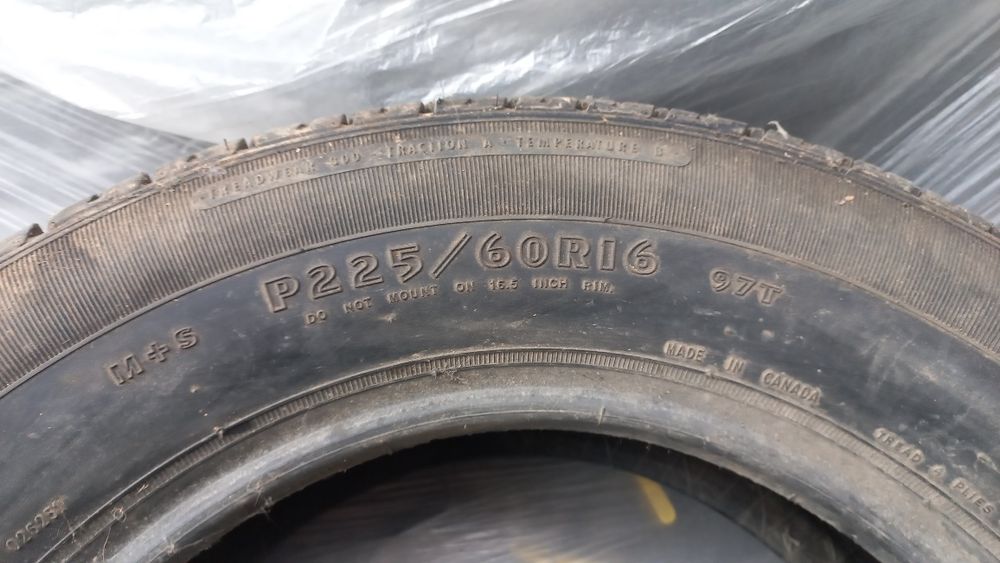 TREADWEAR 400 TRACTION A TEMPERATURE B
P225/60R16 97T
DO NOT MOUNT ON 16.5 INCH RIM.
M+S
MADE IN CANADA
TREAD 4 PLIES